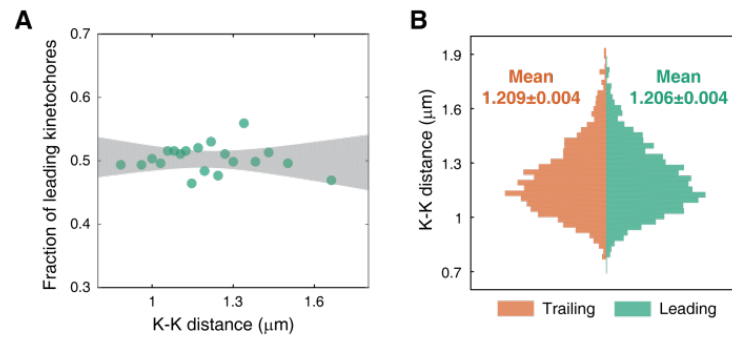 A
Fraction of leading kinetochores
0.7
0.6
0.5
0.4
0.3
1
1.3
1.6
K-K distance (μm)
B
K-K distance (μm)
1.9
1.6
1.3
1
0.7
Mean
1.209±0.004
Mean
1.206±0.004
Trailing
Leading